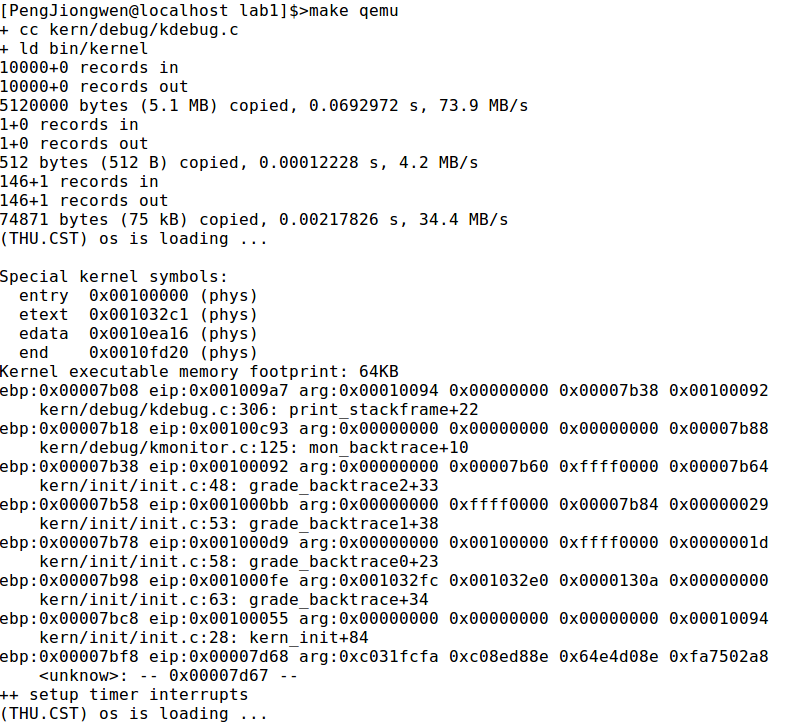 [PengJiongwen@localhost lab1]$>make qemu
+ cc kern/debug/kdebug.c
+ ld bin/kernel
10000+0 records in
10000+0 records out
5120000 bytes (5.1 MB) copied, 0.0692972 s, 73.9 MB/s
1+0 records in
1+0 records out
512 bytes (512 B) copied, 0.00012228 s, 4.2 MB/s
146+1 records in
146+1 records out
74871 bytes (75 kB) copied, 0.00217826 s, 34.4 MB/s
(THU.CST) os is loading ...

Special kernel symbols:
  entry  0x00100000 (phys)
  etext  0x001032c1 (phys)
  edata  0x0010ea16 (phys)
  end    0x0010fd20 (phys)
Kernel executable memory footprint: 64KB
ebp:0x00007b08 eip:0x001009a7 arg:0x00010094 0x00000000 0x00007b38 0x00100092
    kern/debug/kdebug.c:306: print_stackframe+22
ebp:0x00007b18 eip:0x00100c93 arg:0x00000000 0x00000000 0x00000000 0x00007b88
    kern/debug/kmonitor.c:125: mon_backtrace+10
ebp:0x00007b38 eip:0x00100092 arg:0x00000000 0x00007b60 0xffff0000 0x00007b64
    kern/init/init.c:48: grade_backtrace2+33
ebp:0x00007b58 eip:0x001000bb arg:0x00000000 0xffff0000 0x00007b84 0x00000029
    kern/init/init.c:53: grade_backtrace1+38
ebp:0x00007b78 eip:0x001000d9 arg:0x00000000 0x00100000 0xffff0000 0x0000001d
    kern/init/init.c:58: grade_backtrace0+23
ebp:0x00007b98 eip:0x001000fe arg:0x001032fc 0x001032e0 0x0000130a 0x00000000
    kern/init/init.c:63: grade_backtrace+34
ebp:0x00007bc8 eip:0x00100055 arg:0x00000000 0x00000000 0x00000000 0x00010094
    kern/init/init.c:28: kern_init+84
ebp:0x00007bf8 eip:0x00007d68 arg:0xc031fcfa 0xc08ed88e 0x64e4d08e 0xfa7502a8
    <unknow>: -- 0x00007d67 --
++ setup timer interrupts
(THU.CST) os is loading ...